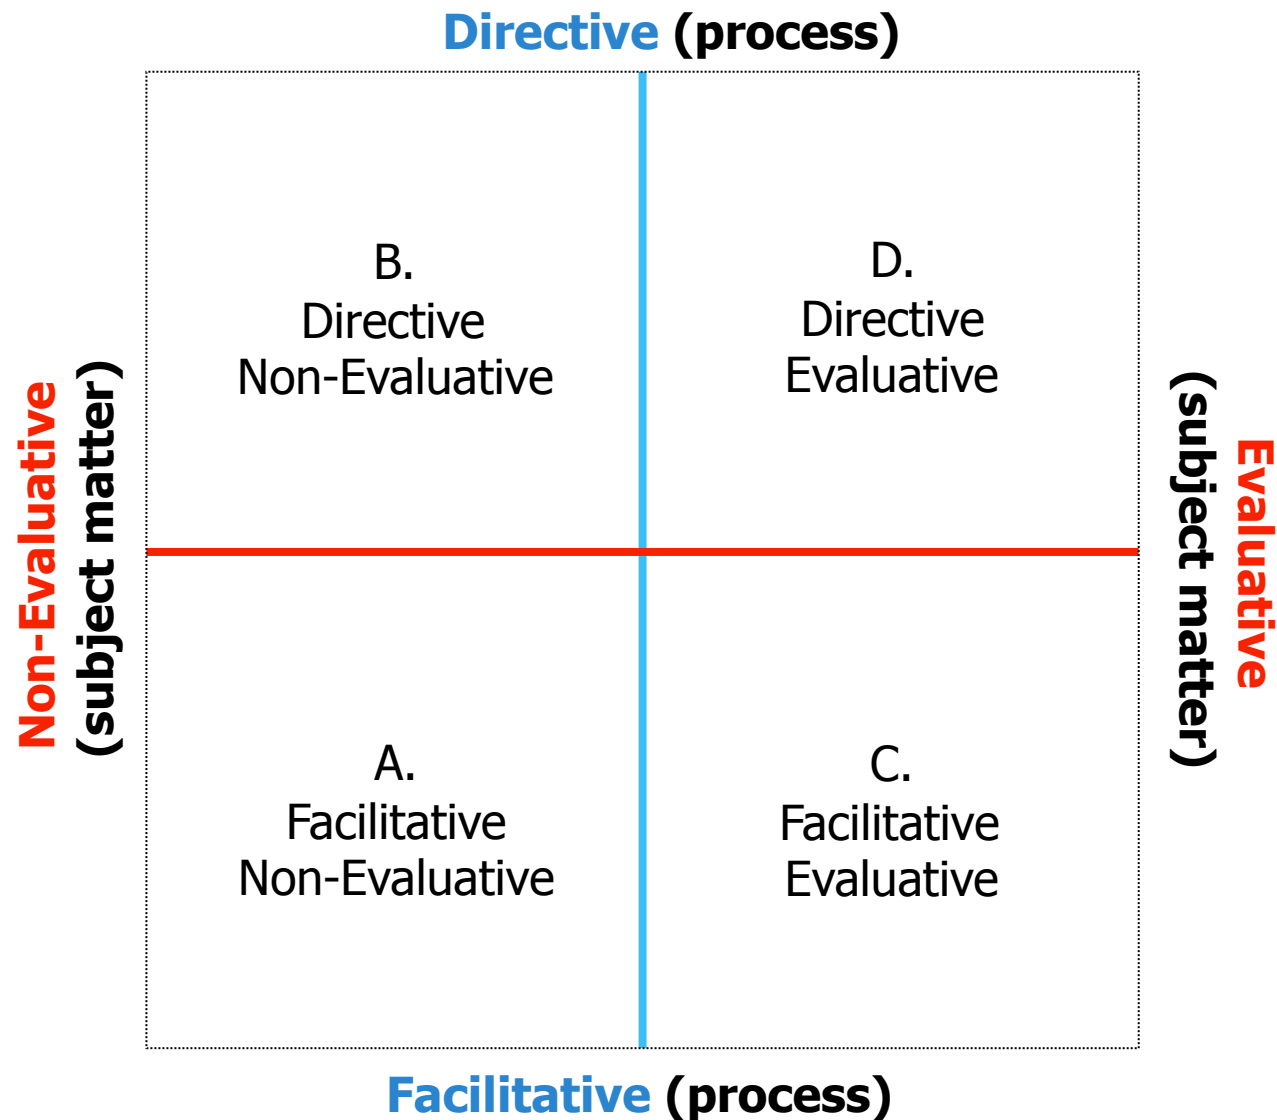 Directive (process)
Non-Evaluative
(subject matter)
B.
Directive
Non-Evaluative
D.
Directive
Evaluative
Evaluative
(subject matter)
A.
Facilitative
Non-Evaluative
C.
Facilitative
Evaluative
Facilitative (process)